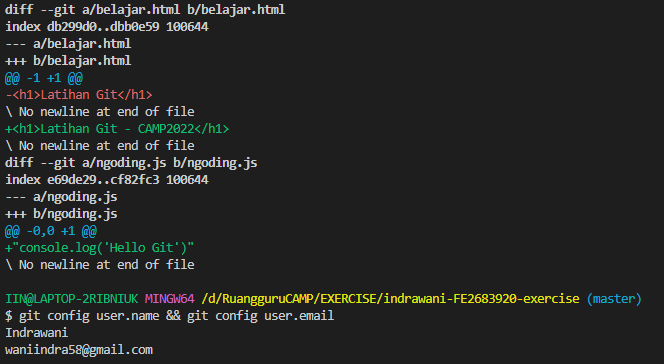 diff --git a/belajar.html b/belajar.html
index db299d0..dbb0e59 100644
--- a/belajar.html
+++ b/belajar.html
@@ -1 +1 @@
-<h1>Latihan Git</h1>
\ No newline at end of file
+<h1>Latihan Git - CAMP2022</h1>
\ No newline at end of file
diff --git a/ngoding.js b/ngoding.js
index e69de29..cf82fc3 100644
--- a/ngoding.js
+++ b/ngoding.js
@@ -0,0 +1 @@
+"console.log('Hello Git')"
\ No newline at end of file
IIN@LAPTOP-2RIBNIUK MINGW64 /d/RuangguruCAMP/EXERCISE/indrawani-FE2683920-exercise (master)
$ git config user.name && git config user.email
Indrawani
waniindra58@gmail.com